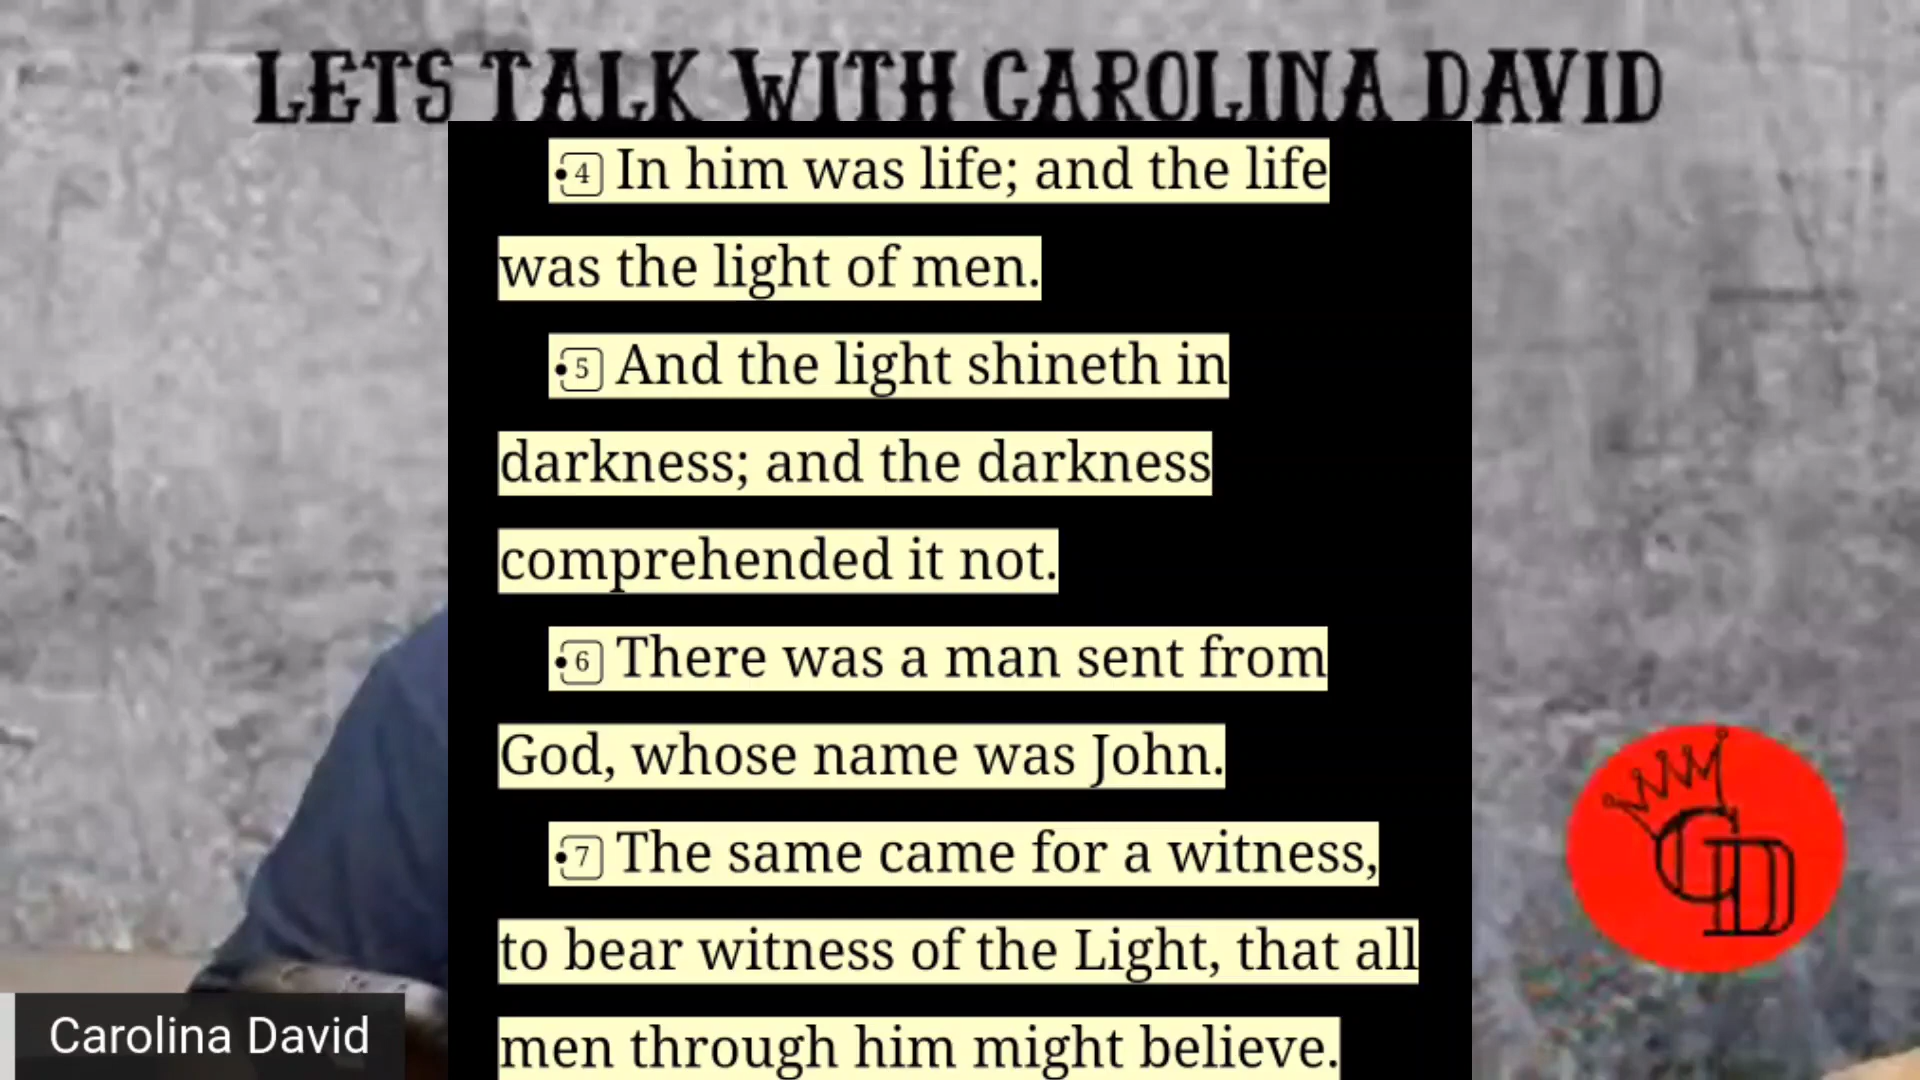 LETS TALK WITH CAROLINA DAVID
4 In him was life; and the life
was the light of men.
5 And the light shineth in
darkness; and the darkness
comprehended it not.
6 There was a man sent from
God, whose name was John.
7 The same came for a witness,
to bear witness of the Light, that all
men through him might believe.
CD
Carolina David